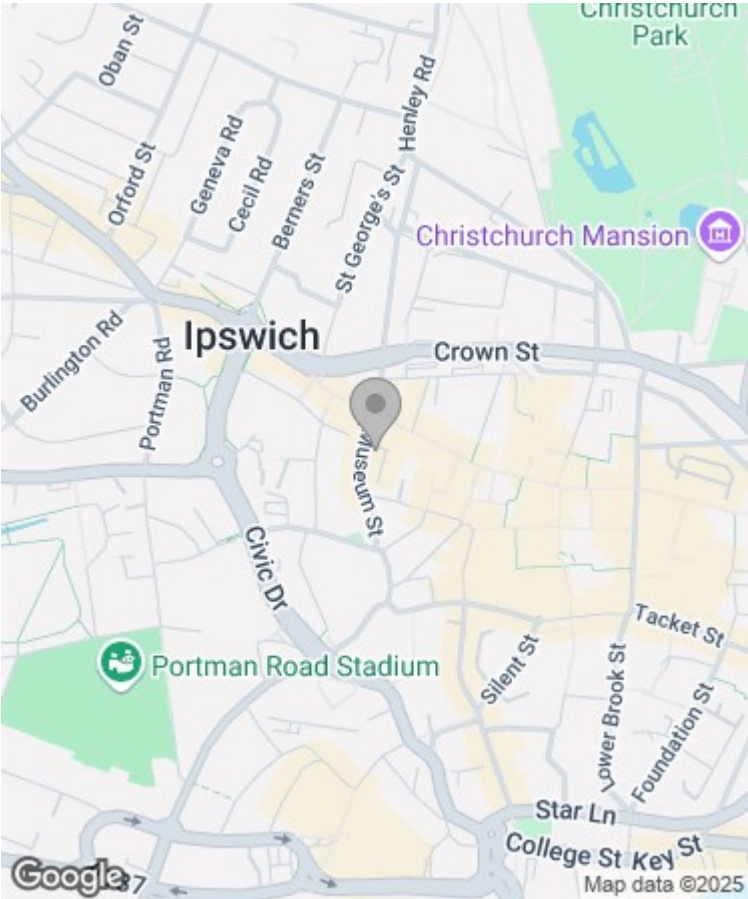 Christchurch
Park
Oban St
Henley Rd
Geneva Rd
Orford St
Cecil Rd
Berners St
St George's St
Christchurch Mansion
Ipswich
Crown St
Burlington Rd
Portman Rd
Museum St
Civic Dr
Tacket St
Silent St
Portman Road Stadium
Lower Brook St
Foundation St
Star Ln
College St
Key St
Google
Map data ©2025